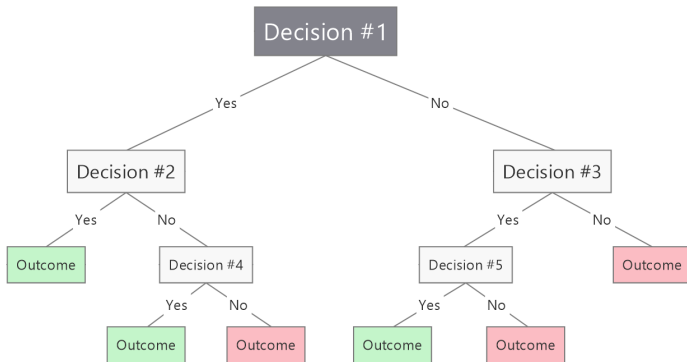 Decision #1
Yes
No
Decision #2
Decision #3
Yes
No
Yes
No
Outcome
Decision #4
Decision #5
Outcome
Yes
No
Yes
No
Outcome
Outcome
Outcome
Outcome